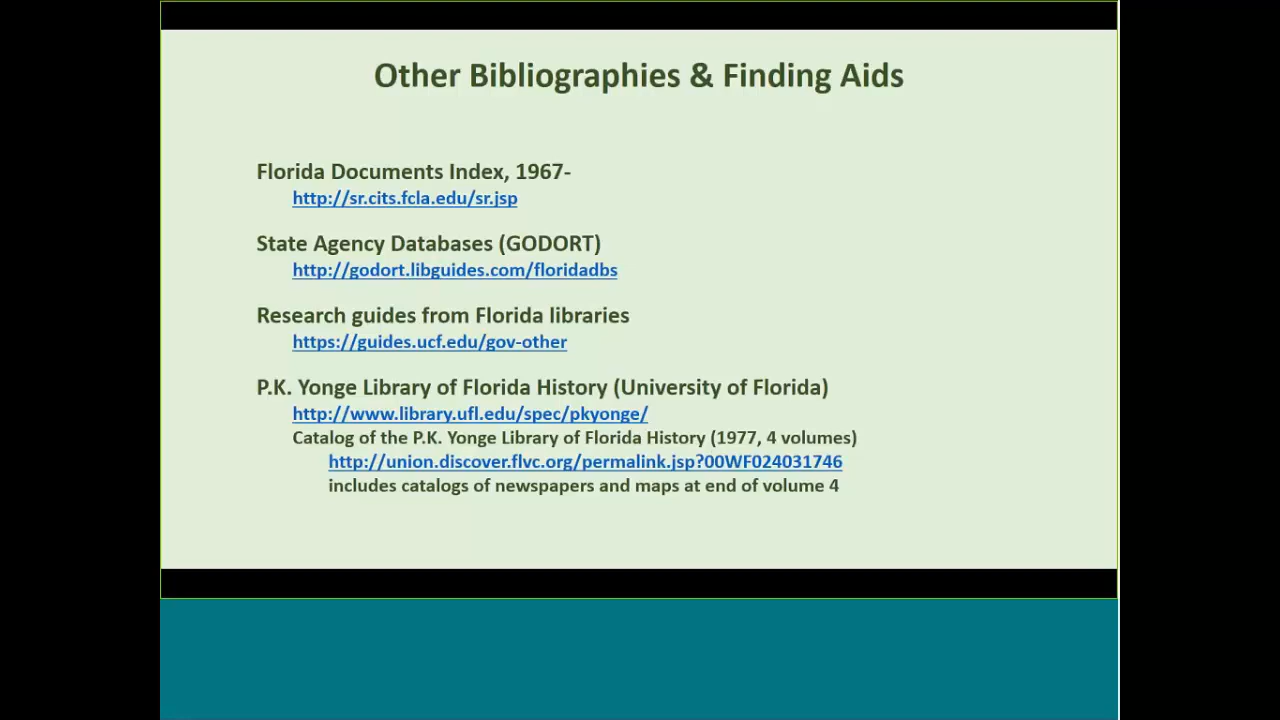 Other Bibliographies & Finding Aids
Florida Documents Index, 1967-
http://sr.cits.fcla.edu/sr.jsp
State Agency Databases (GODORT)
http://godort.libguides.com/floridadbs
Research guides from Florida libraries
https://guides.ucf.edu/gov-other
P.K. Yonge Library of Florida History (University of Florida)
http://www.library.ufl.edu/spec/pkyonge/
Catalog of the P.K. Yonge Library of Florida History (1977, 4 volumes)
http://union.discover.flvc.org/permalink.jsp?00WF024031746
includes catalogs of newspapers and maps at end of volume 4